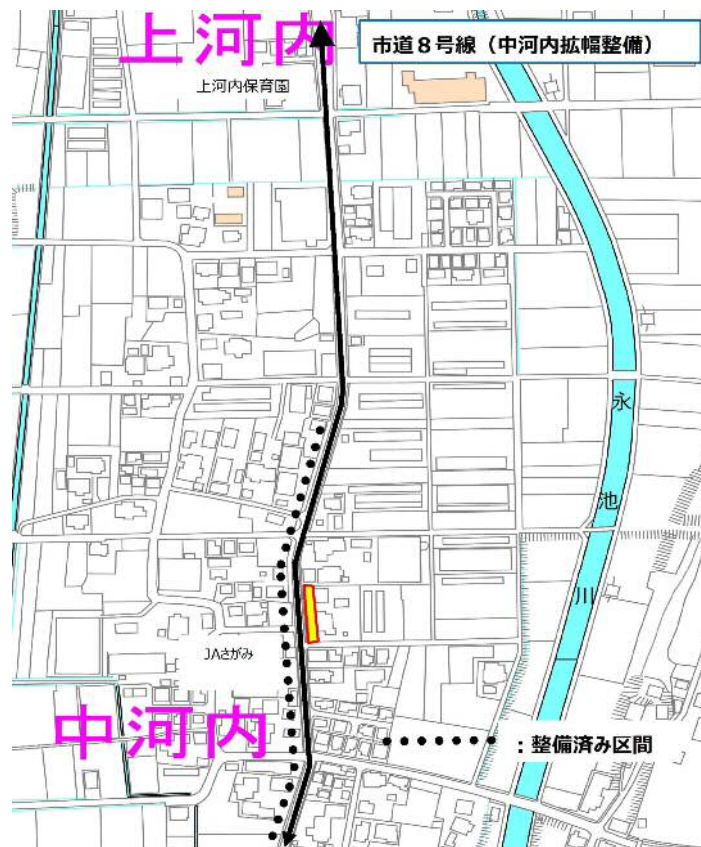 上河内
市道８号線（中河内拡幅整備）
上河内保育園
永池川
JAさがみ
中河内
：整備済み区間